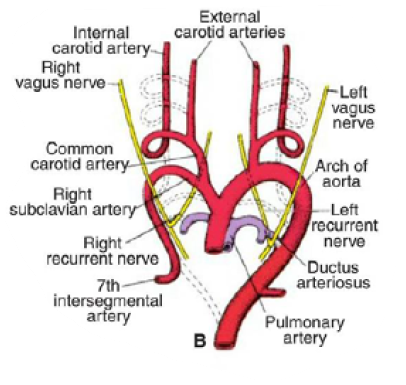 External
carotid arteries
Internal
carotid artery
Right
vagus nerve
Left
vagus
nerve
Common
carotid artery
Arch of
aorta
Right
subclavian artery
Left
recurrent
nerve
Right
recurrent nerve
Ductus
arteriosus
7th
intersegmental
artery
Pulmonary
artery
B